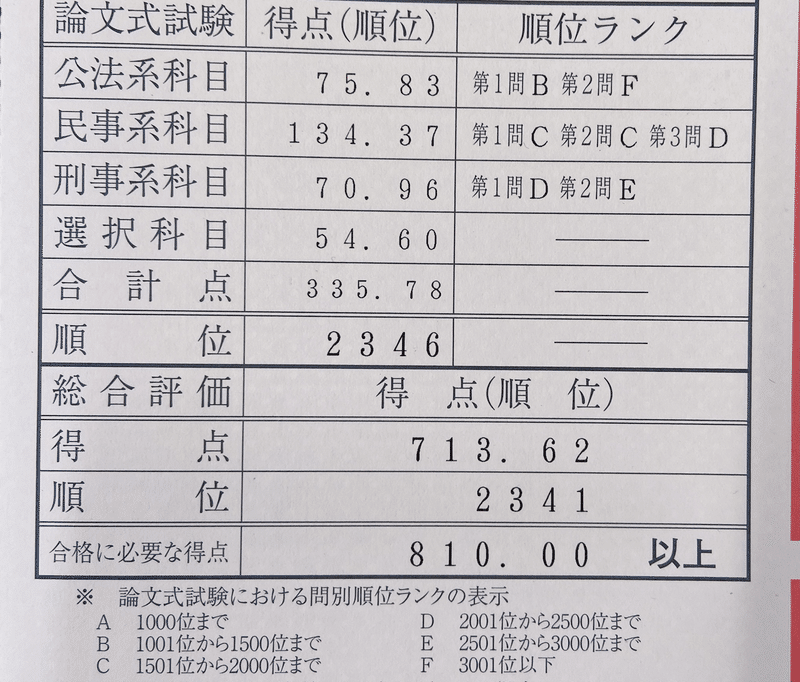 論文式試験 得点(順位) 順位ランク
公法系科目 75.83 第1問B 第2問F
民事系科目 134.37 第1問C 第2問C 第3問D
刑事系科目 70.96 第1問D 第2問E
選択科目 54.60
合計点 335.78
順位 2346
総合評価 得点(順位)
得点 713.62
順位 2341
合格に必要な得点 810.00 以上
※ 論文式試験における問別順位ランクの表示
A 1000位まで D 2001位から2500位まで
B 1001位から1500位まで E 2501位から3000位まで
C 1501位から2000位まで F 3001位以下